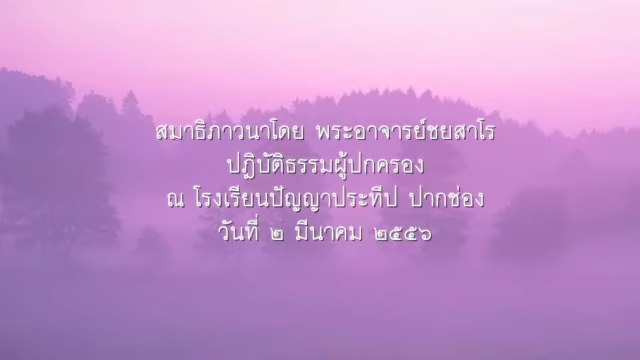 สมาธิภาวนาโดย พระอาจารย์ชยสาโร
ปฏิบัติธรรมผู้ปกครอง
ณ โรงเรียนปัญญาประทีป ปากช่อง
วันที่ ๒ มีนาคม ๒๕๕๖